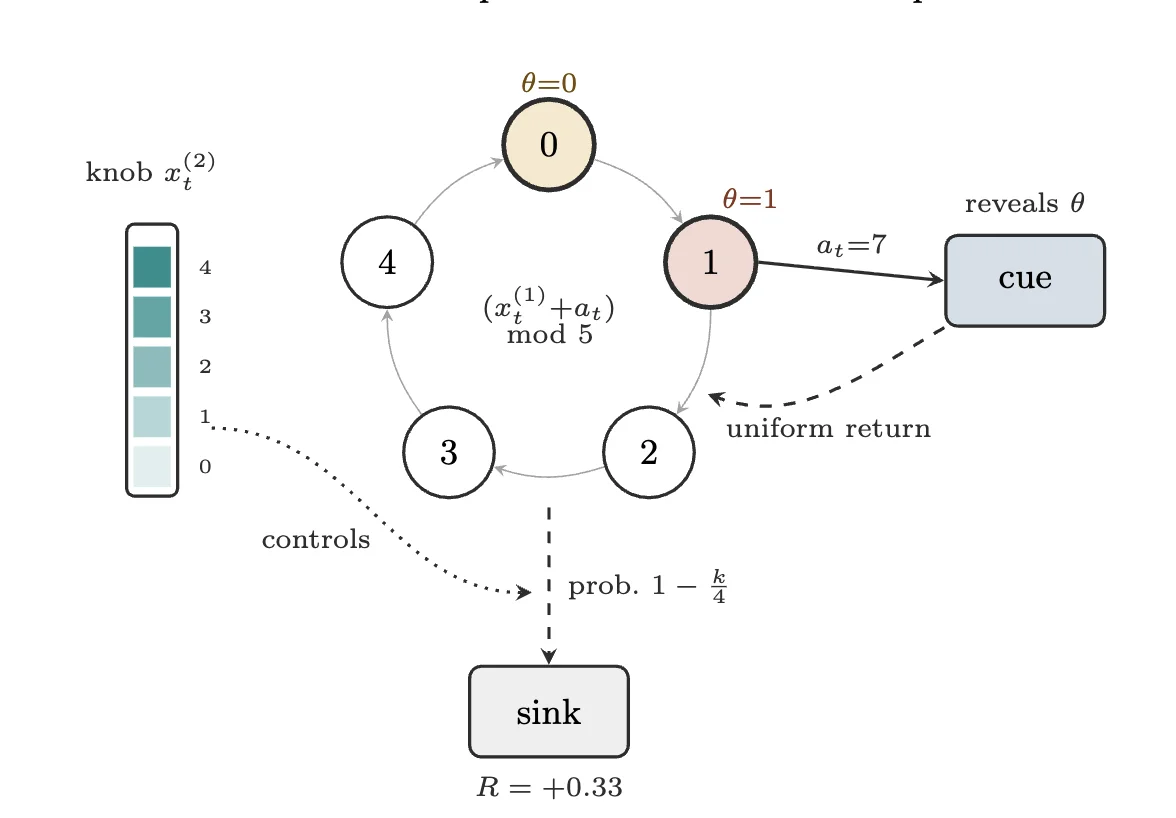 θ=0
0
knob x_t^{(2)}
θ=1
reveals θ
4
1
a_t=7
cue
4
(x_t^{(1)}+a_t)
mod 5
3
2
1
uniform return
3
2
0
controls
prob. 1 − k/4
sink
R = +0.33